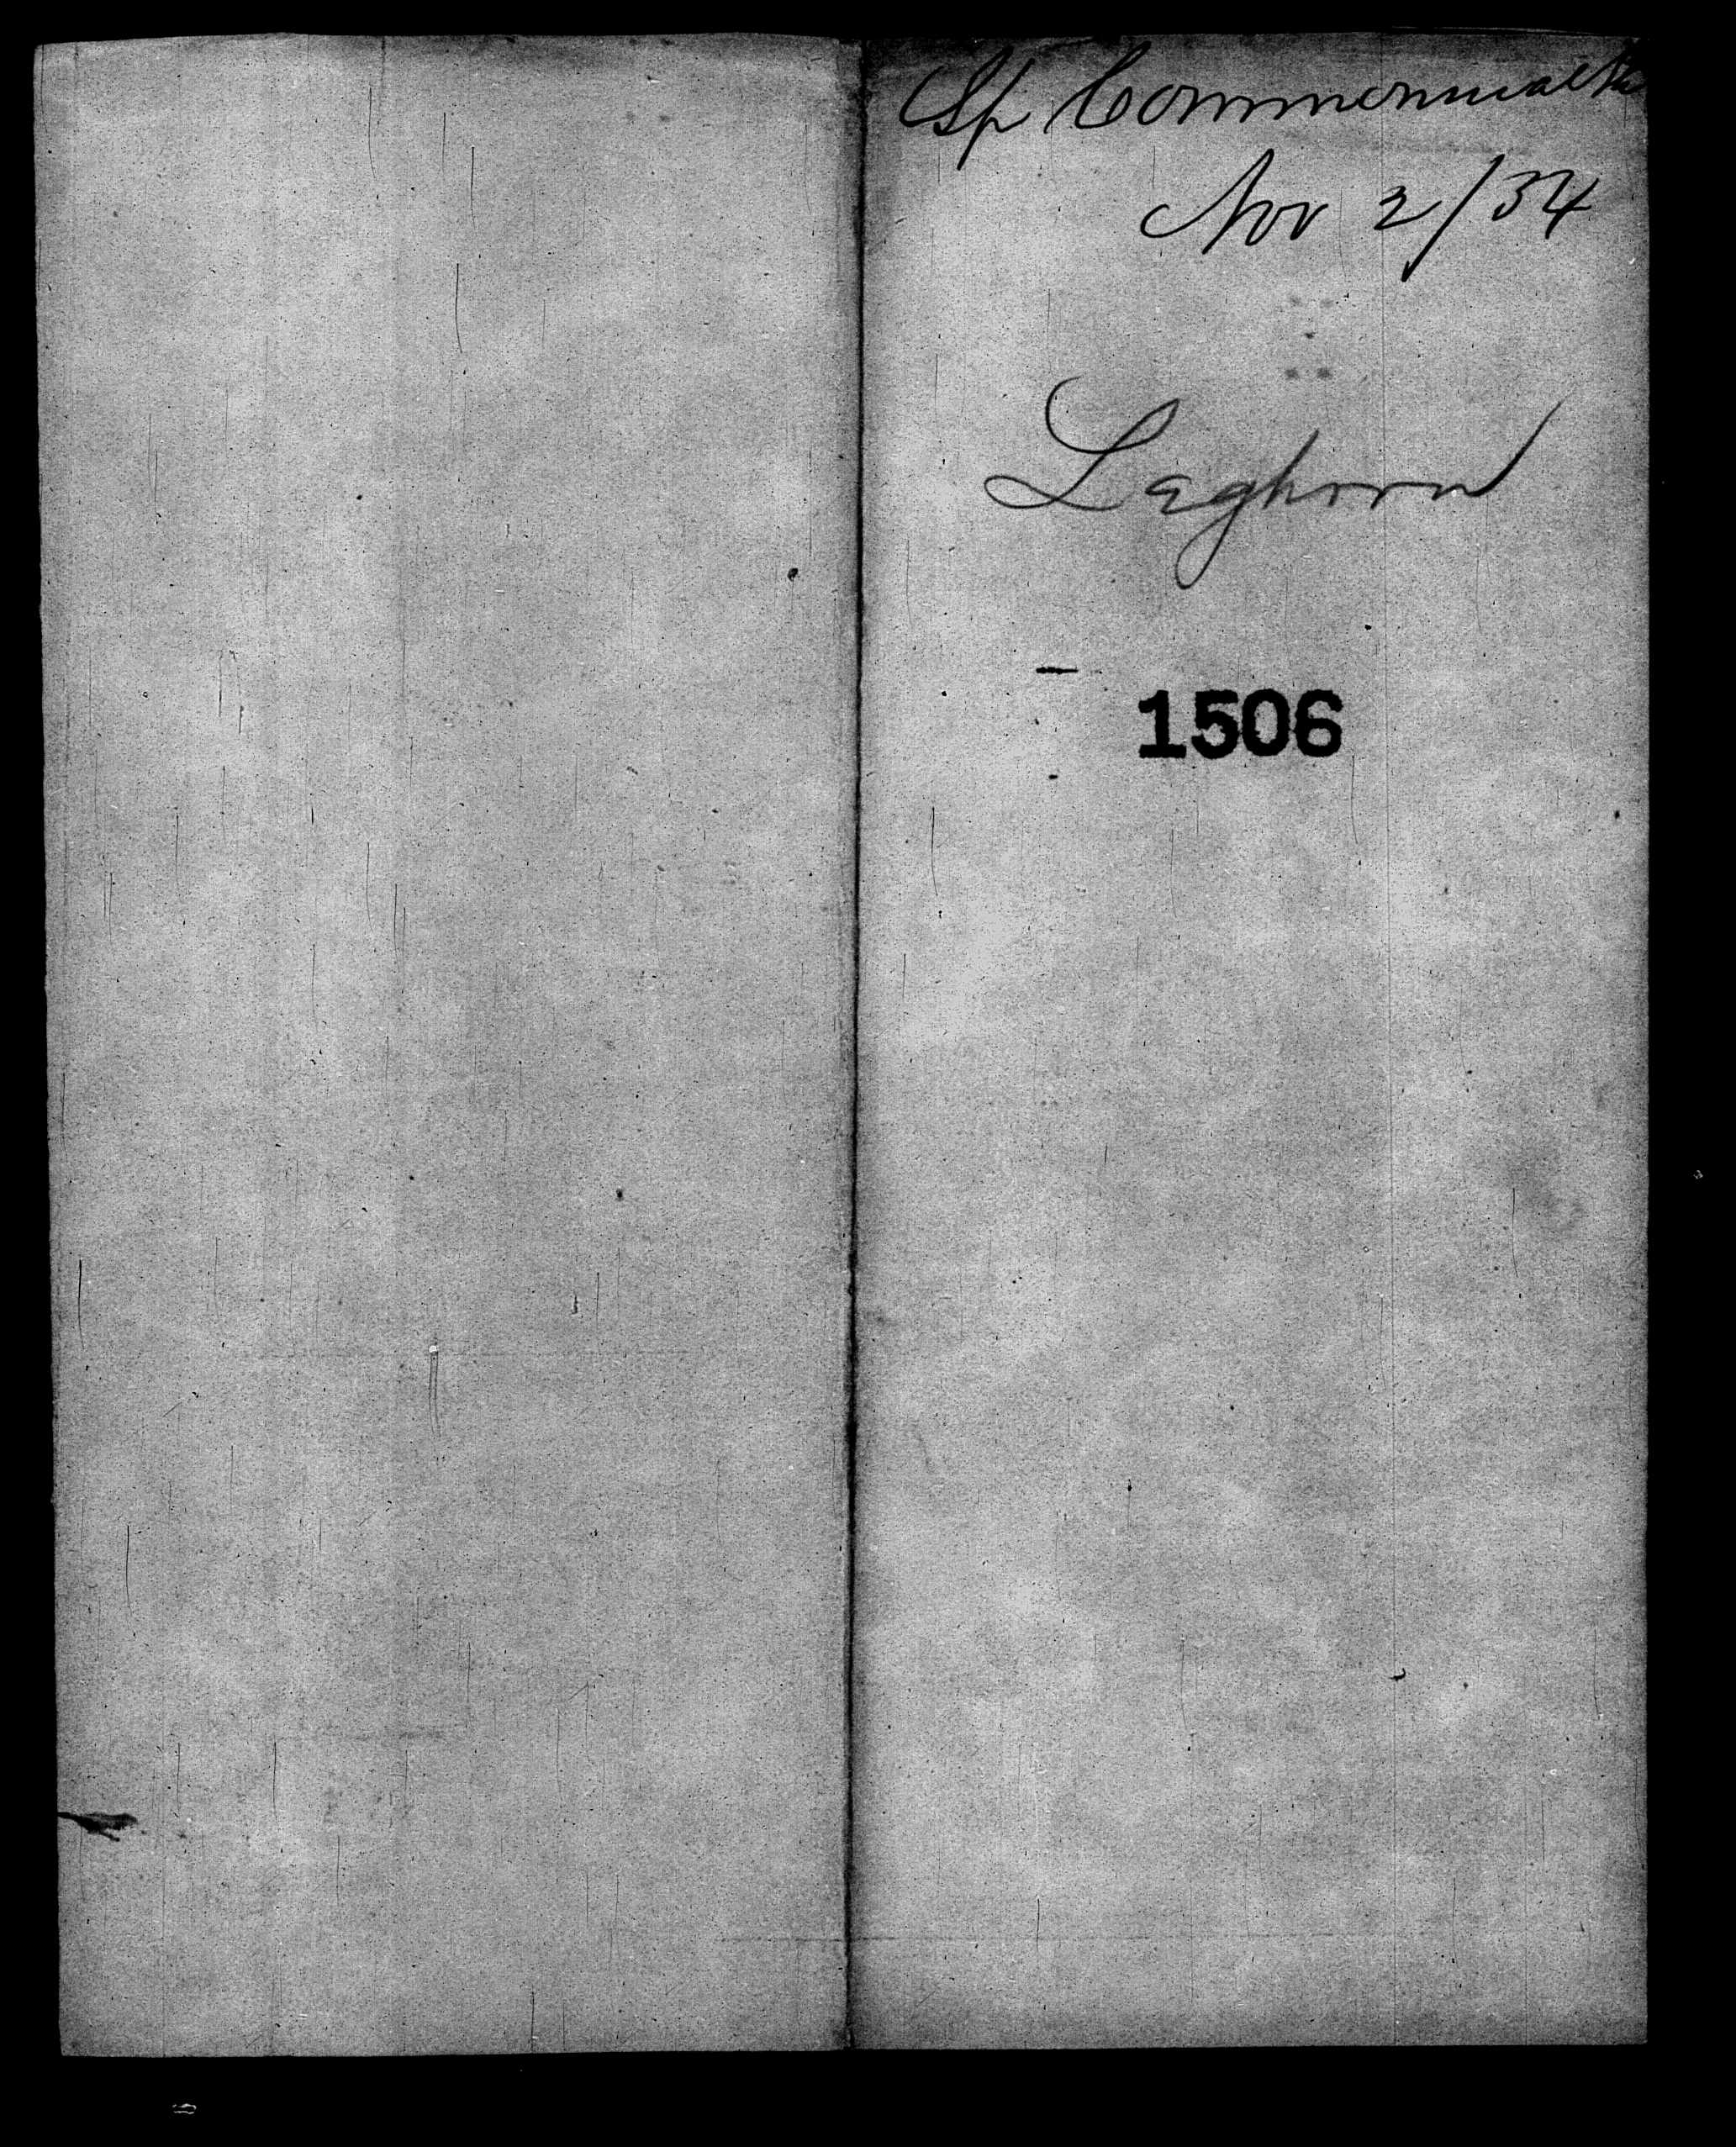 Sp Commonwealth
Nov 2/34
Leghorn
1506